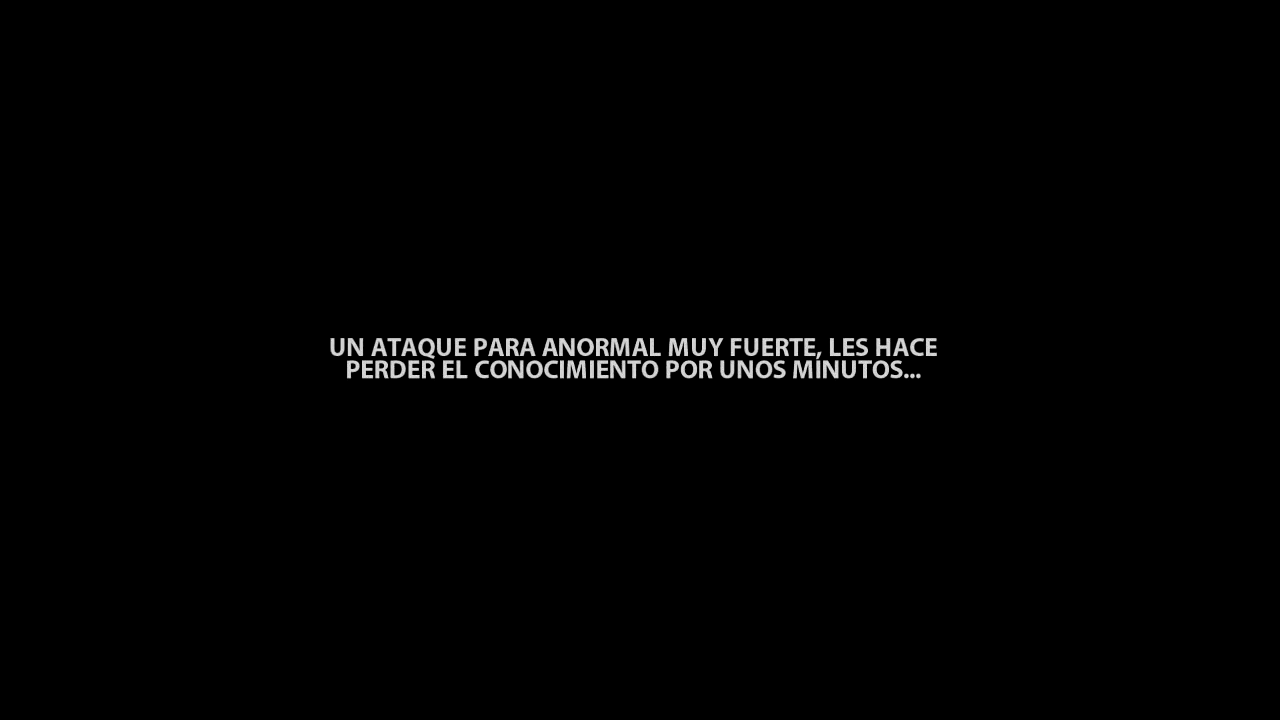 UN ATAQUE PARA ANORMAL MUY FUERTE, LES HACE
PERDER EL CONOCIMIENTO POR UNOS MINUTOS...